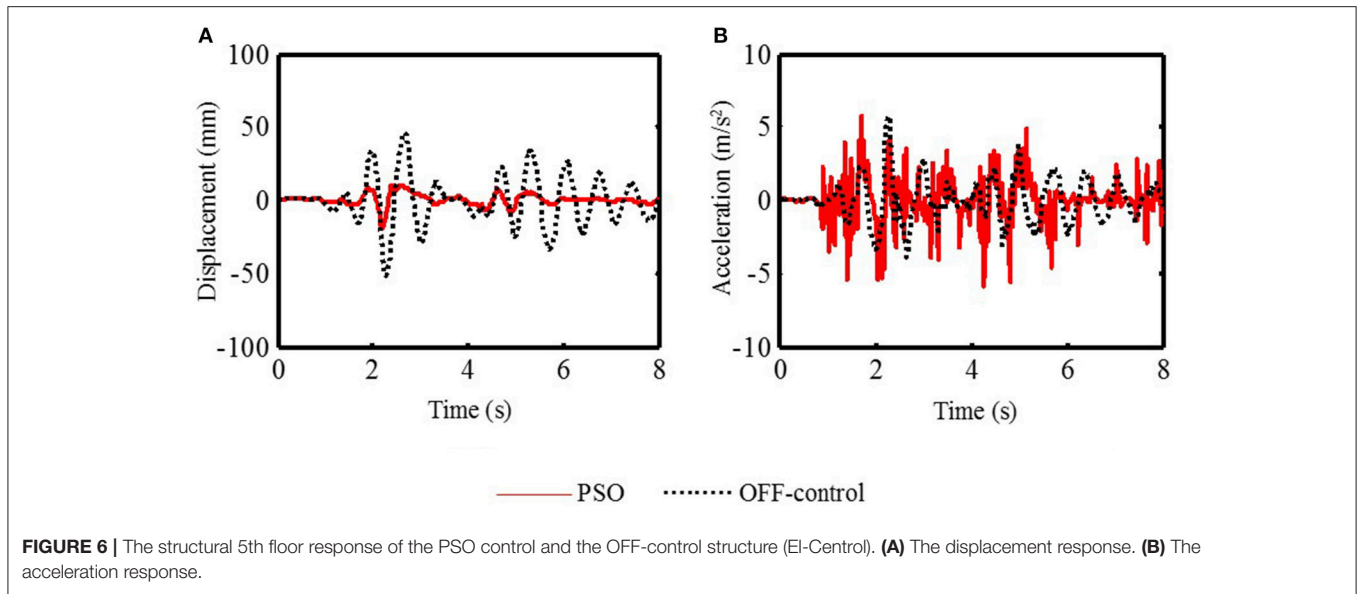 A
100
50
0
-50
-100
Displacement (mm)
0 2 4 6 8
Time (s)
B
10
5
0
-5
-10
Acceleration (m/s²)
0 2 4 6 8
Time (s)
PSO OFF-control
FIGURE 6 | The structural 5th floor response of the PSO control and the OFF-control structure (El-Centrol). (A) The displacement response. (B) The
acceleration response.